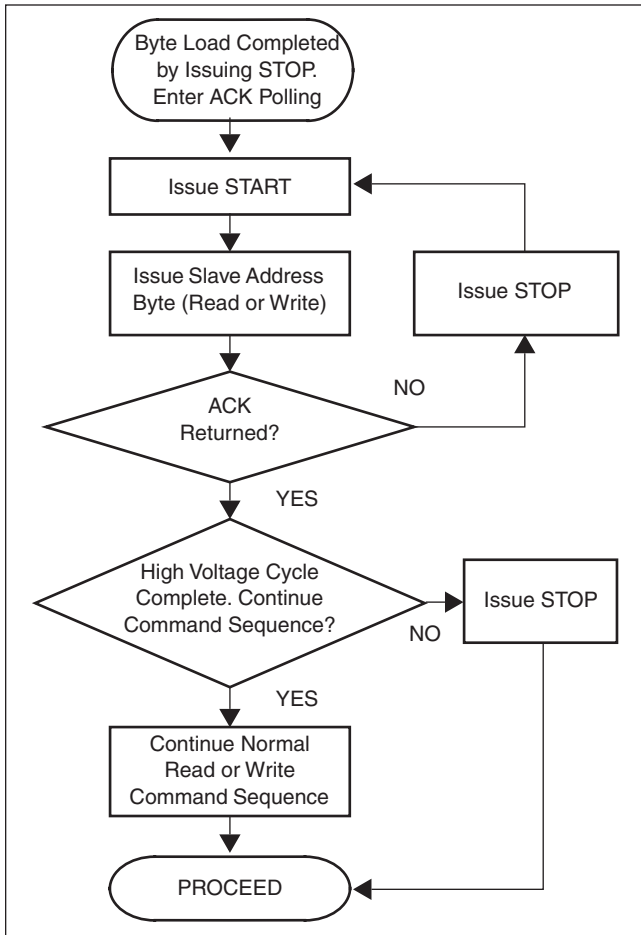 Byte Load Completed
by Issuing STOP.
Enter ACK Polling
Issue START
Issue Slave Address
Byte (Read or Write)
Issue STOP
ACK
Returned?
NO
YES
High Voltage Cycle
Complete. Continue
Command Sequence?
NO
Issue STOP
YES
Continue Normal
Read or Write
Command Sequence
PROCEED